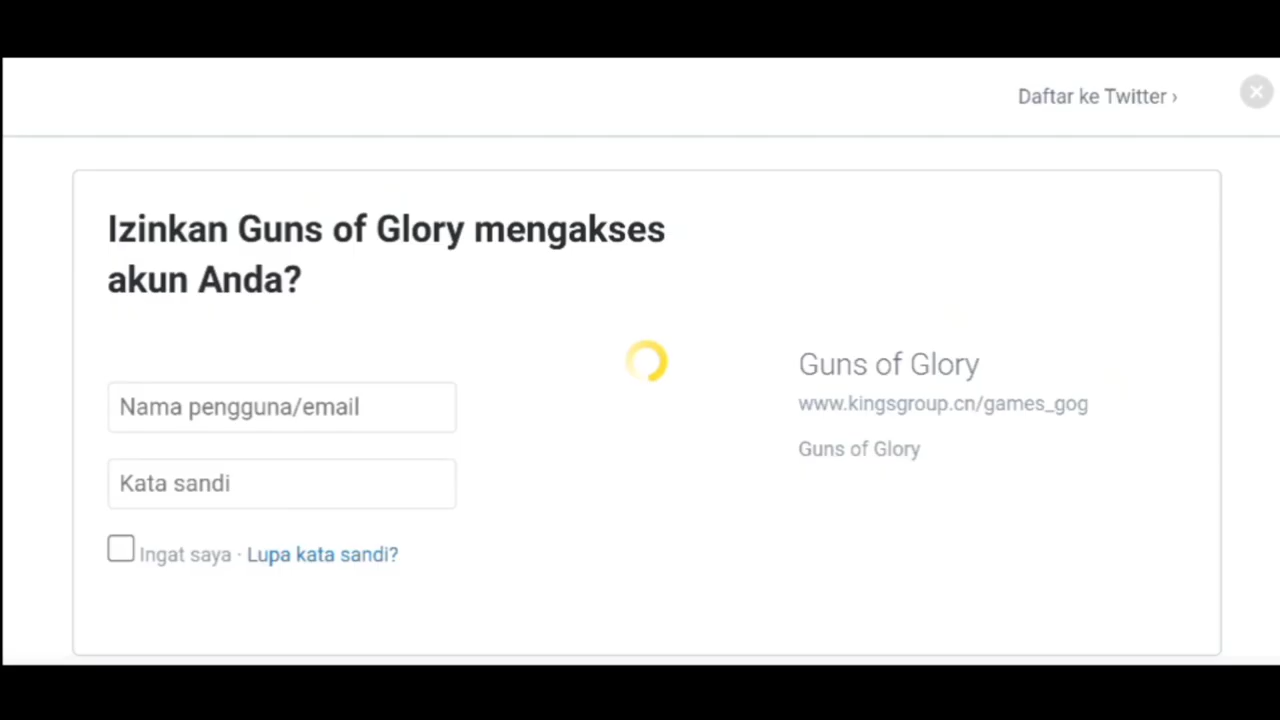 Daftar ke Twitter ›
Izinkan Guns of Glory mengakses
akun Anda?
Nama pengguna/email
Kata sandi
Ingat saya · Lupa kata sandi?
Guns of Glory
www.kingsgroup.cn/games_gog
Guns of Glory